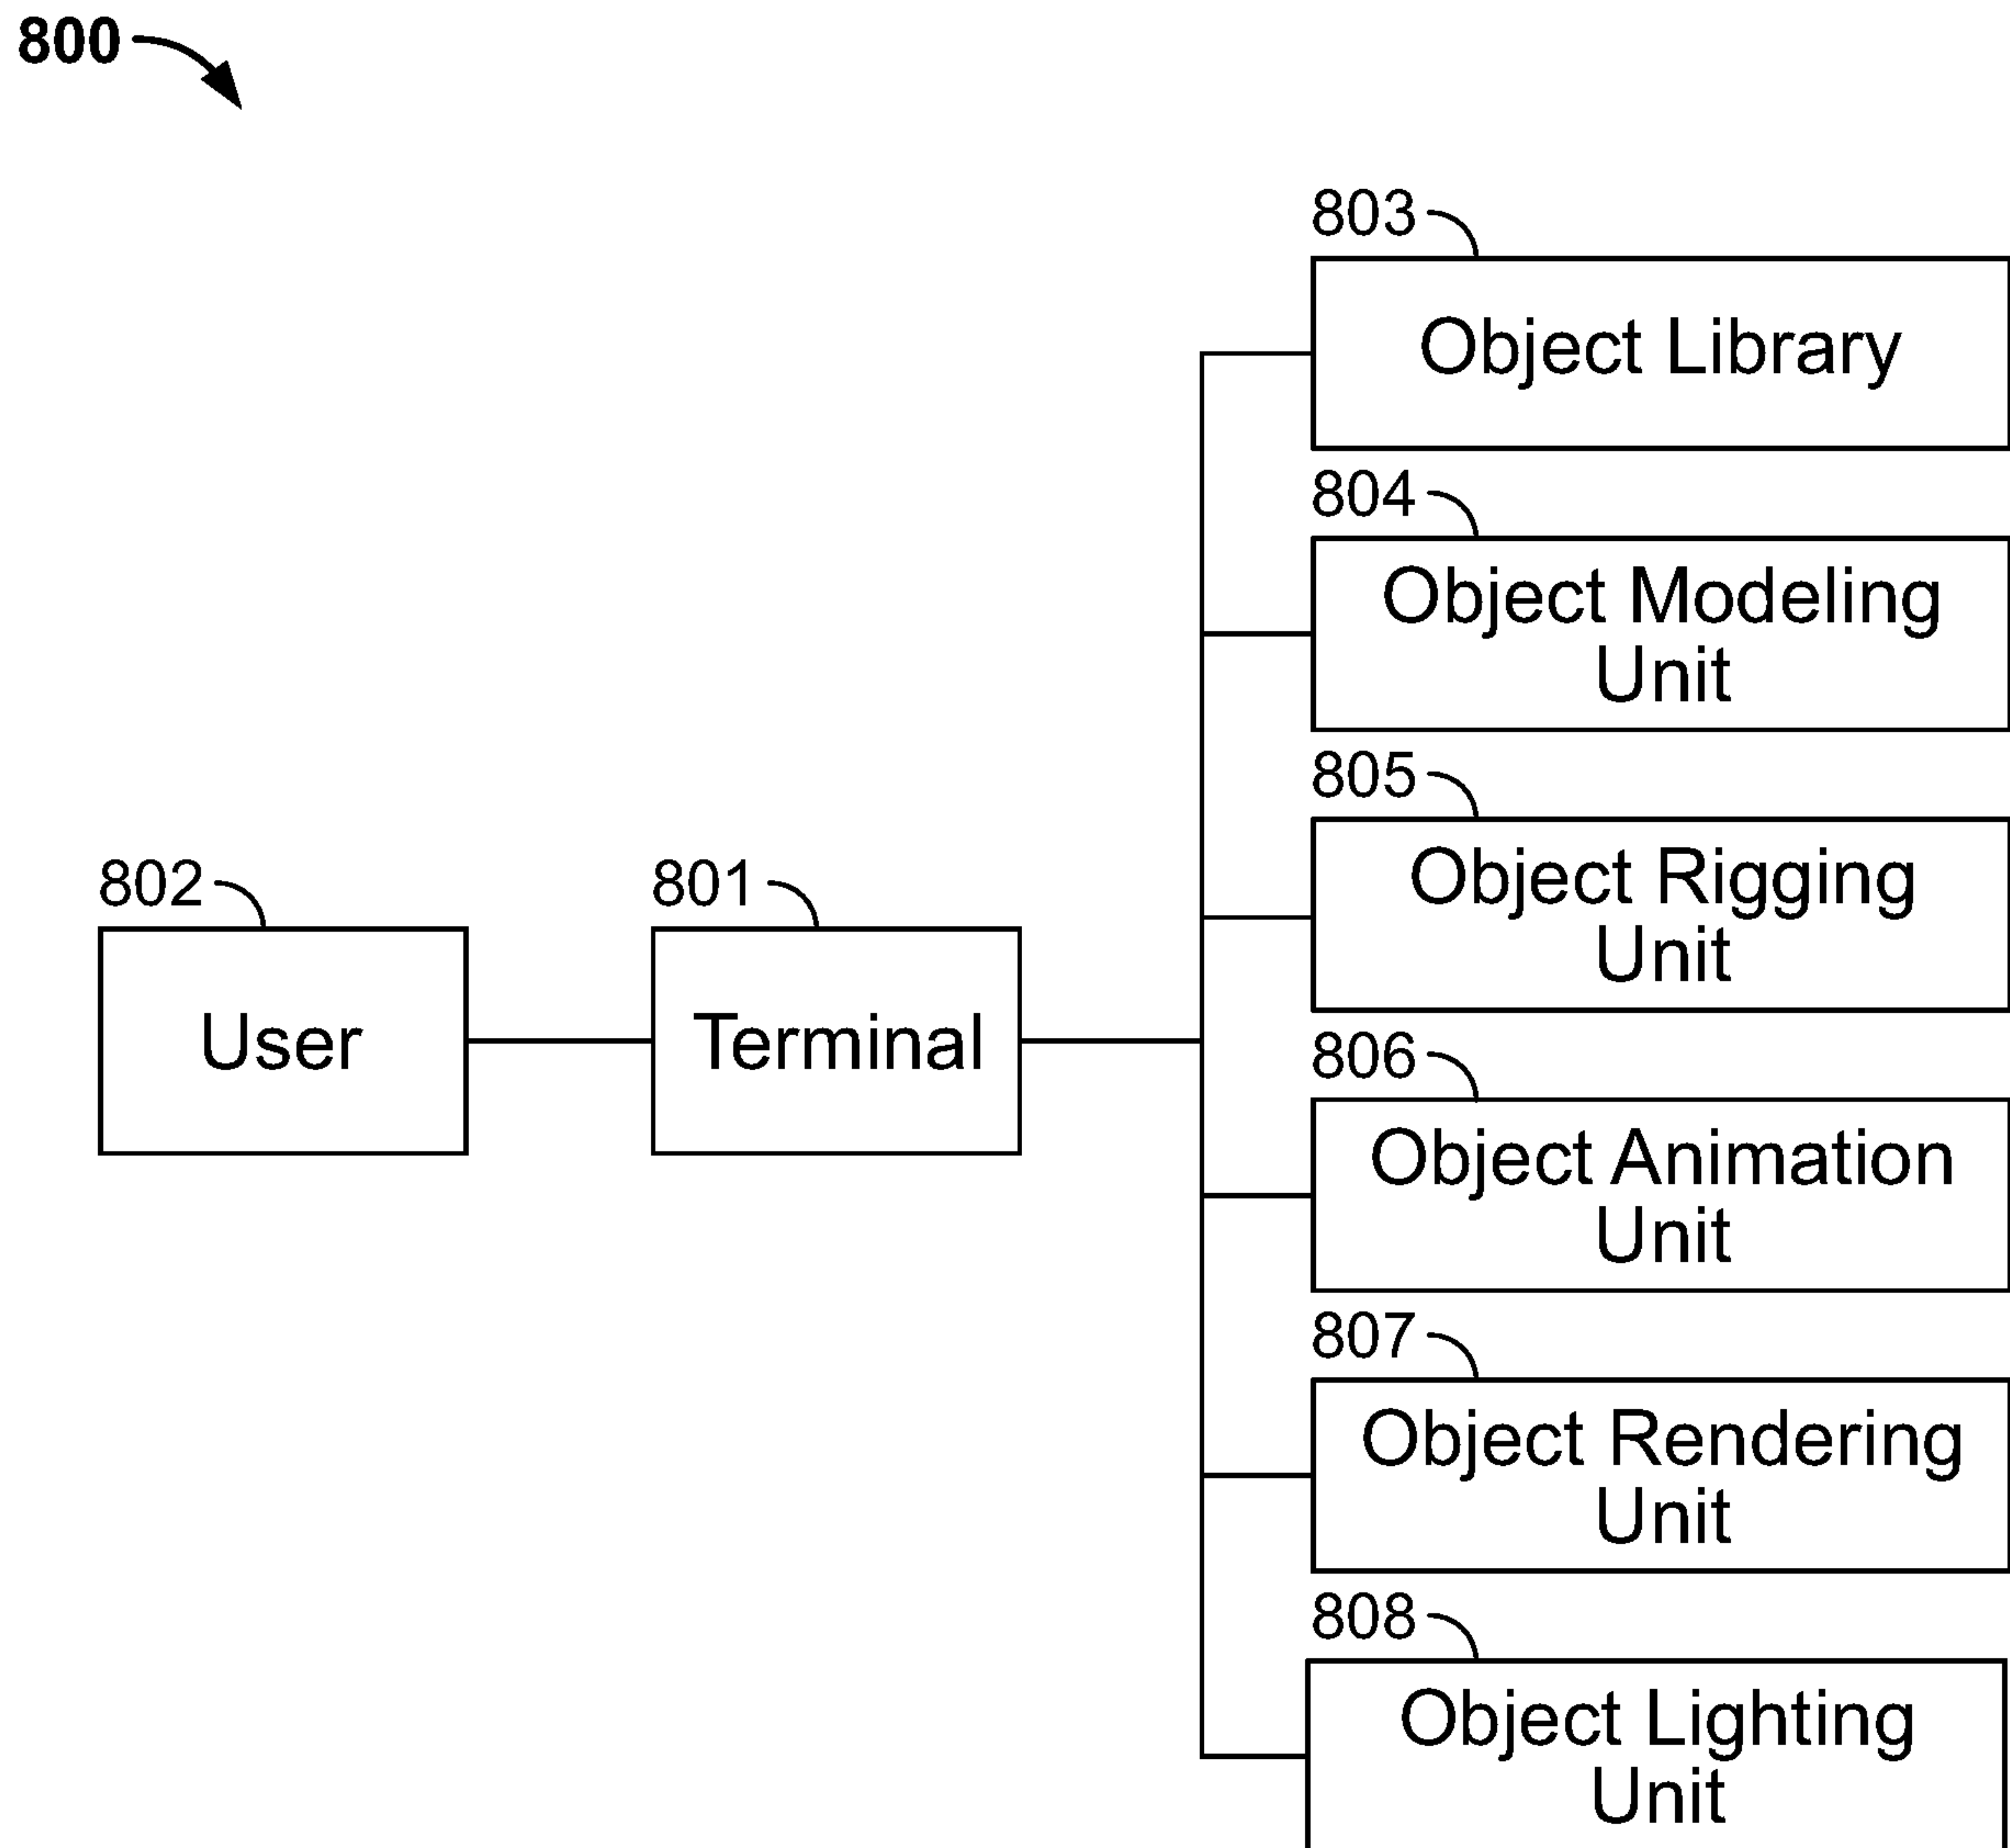 800
803
Object Library
804
Object Modeling
Unit
805
Object Rigging
Unit
802
User
801
Terminal
806
Object Animation
Unit
807
Object Rendering
Unit
808
Object Lighting
Unit